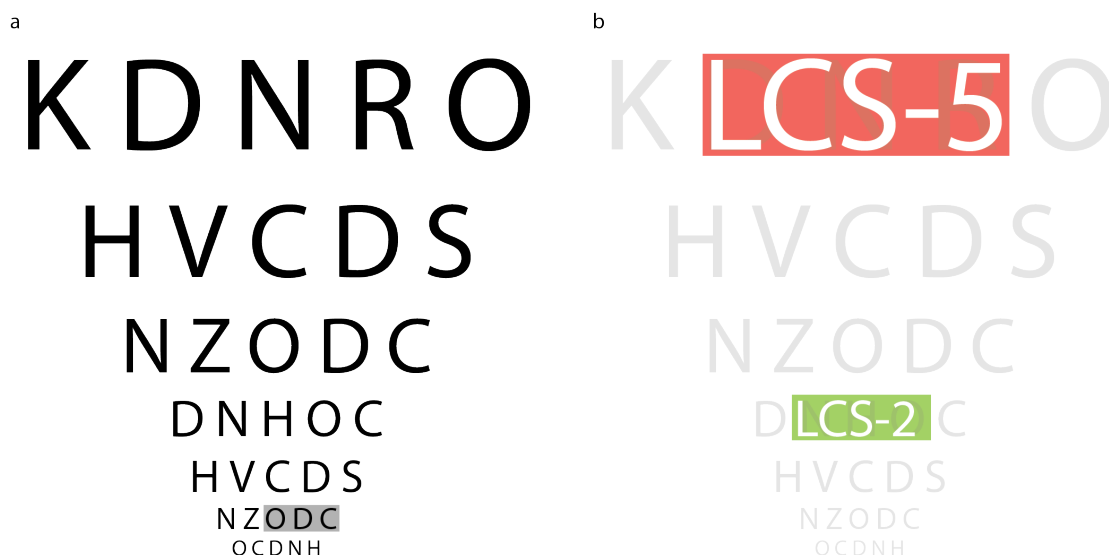 a
K D N R O
H V C D S
N Z O D C
D N H O C
H V C D S
N Z O D C
O C D N H
b
K D N R O
LCS-5
H V C D S
N Z O D C
D N H O C
LCS-2
H V C D S
N Z O D C
O C D N H